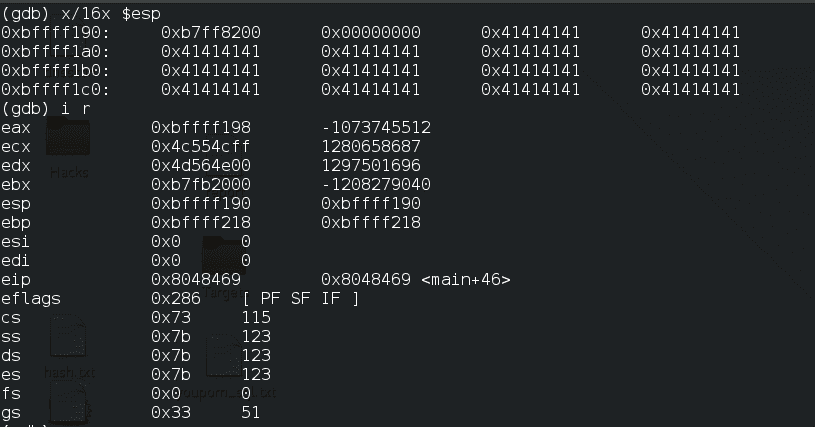 (gdb) x/16x $esp
0xbffff190: 0xb7ff8200 0x00000000 0x41414141 0x41414141
0xbffff1a0: 0x41414141 0x41414141 0x41414141 0x41414141
0xbffff1b0: 0x41414141 0x41414141 0x41414141 0x41414141
0xbffff1c0: 0x41414141 0x41414141 0x41414141 0x41414141
(gdb) i r
eax 0xbffff198 -1073745512
ecx 0x4c554cff 1280658687
edx 0x4d564e00 1297501696
ebx 0xb7fb2000 -1208279040
Hacks
esp 0xbffff190 0xbffff190
ebp 0xbffff218 0xbffff218
esi 0x0 0
edi 0x0 0
eip 0x8048469 0x8048469 <main+46>
eflags 0x286 [ PF SF IF ]
cs 0x73 115
ss 0x7b 123
ds 0x7b 123
es 0x7b 123
hash.txt
fs 0x0 0
gs 0x33 51